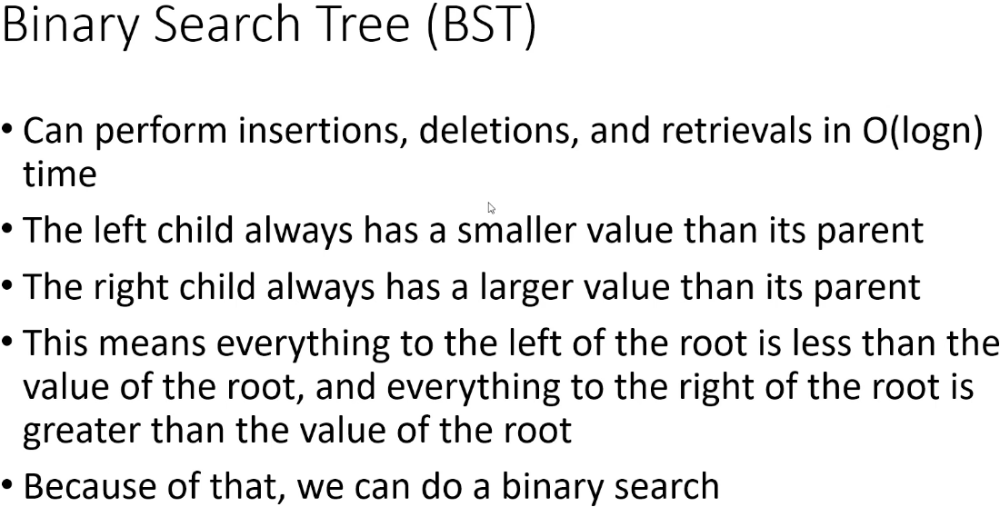 Binary Search Tree (BST)
• Can perform insertions, deletions, and retrievals in O(logn)
time
• The left child always has a smaller value than its parent
• The right child always has a larger value than its parent
• This means everything to the left of the root is less than the
value of the root, and everything to the right of the root is
greater than the value of the root
• Because of that, we can do a binary search